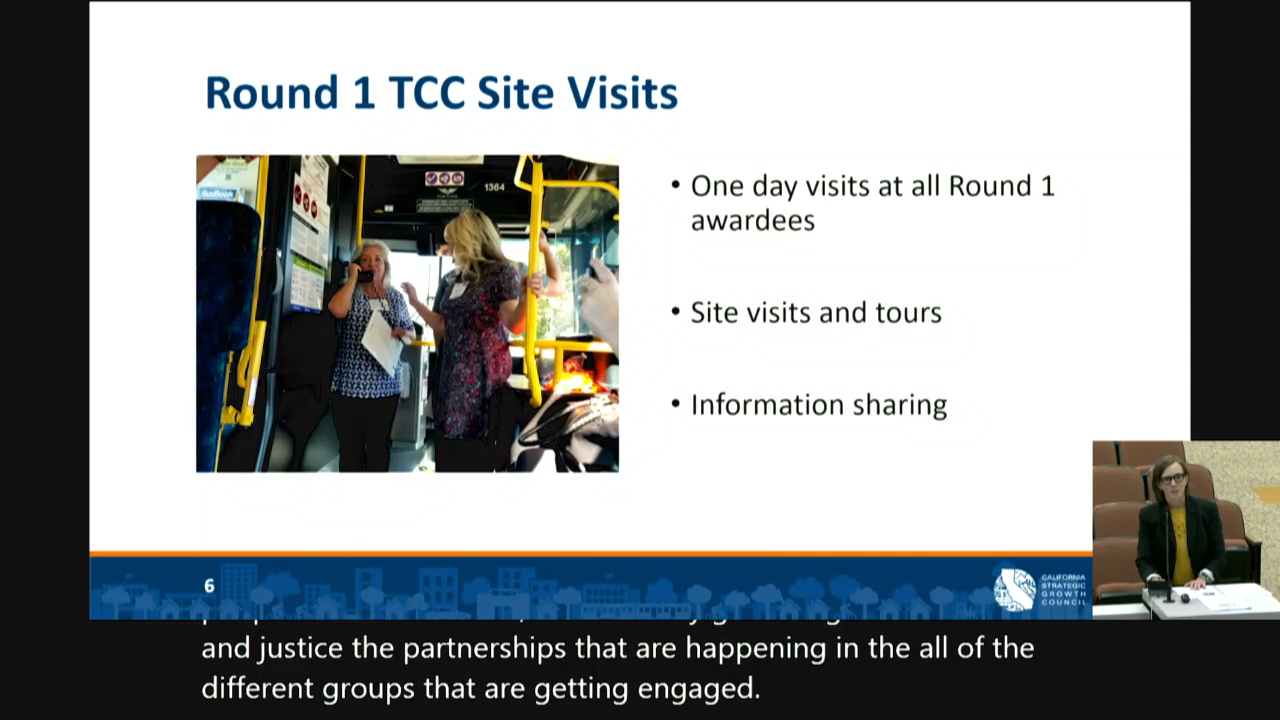 Round 1 TCC Site Visits
1364
BusBook
• One day visits at all Round 1
awardees
• Site visits and tours
• Information sharing
6
CALIFORNIA
STRATEGIC
GROWTH
COUNCIL
and justice the partnerships that are happening in the all of the
different groups that are getting engaged.